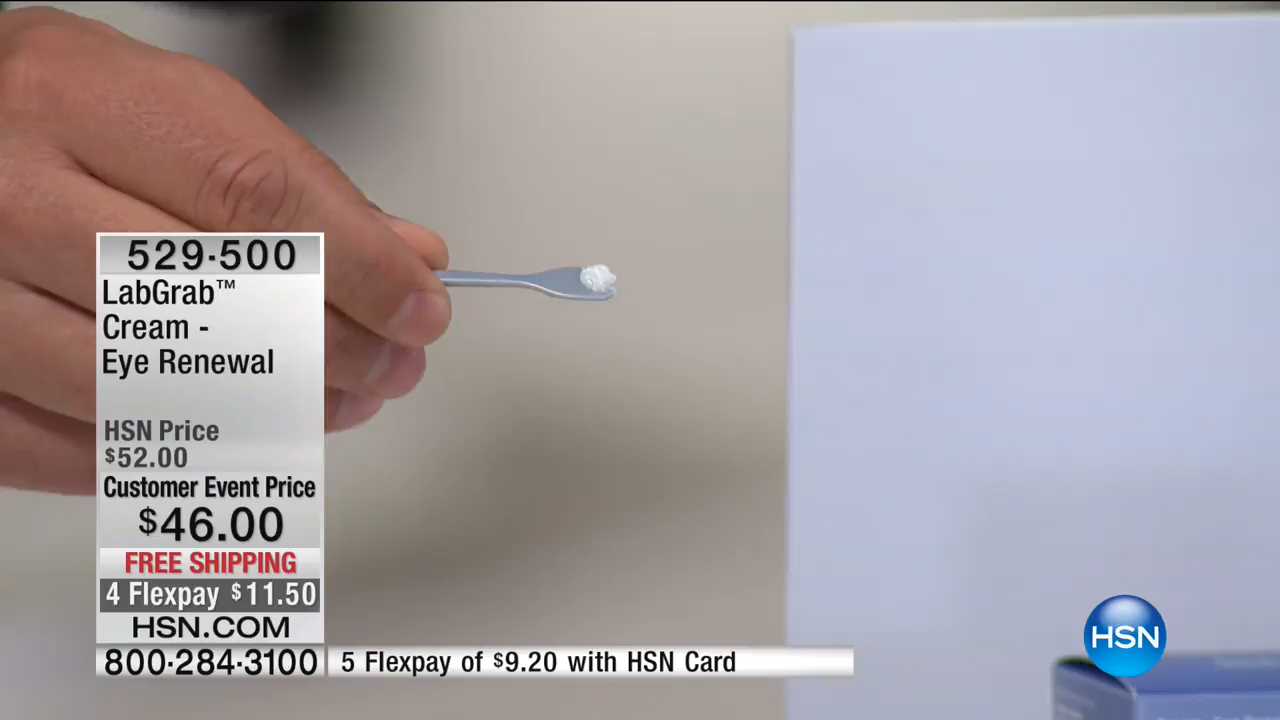 529·500
LabGrab™
Cream -
Eye Renewal
HSN Price
$52.00
Customer Event Price
$46.00
FREE SHIPPING
4 Flexpay $11.50
HSN.COM
800·284·3100
5 Flexpay of $9.20 with HSN Card
HSN